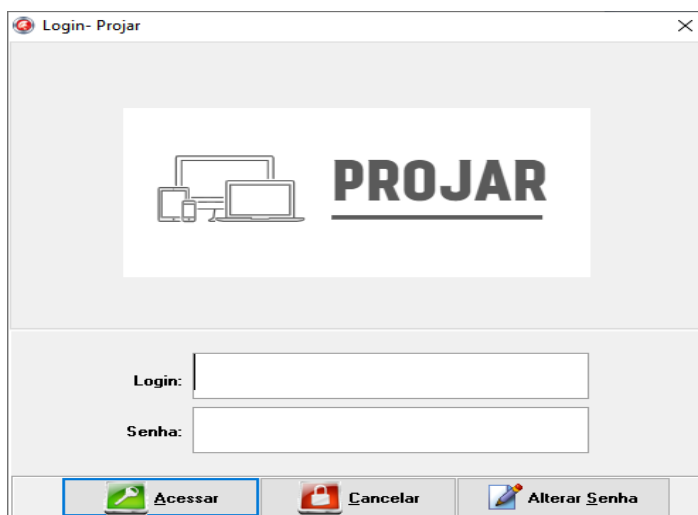 Login- Projar
PROJAR
Login:
Senha:
Acessar
Cancelar
Alterar Senha